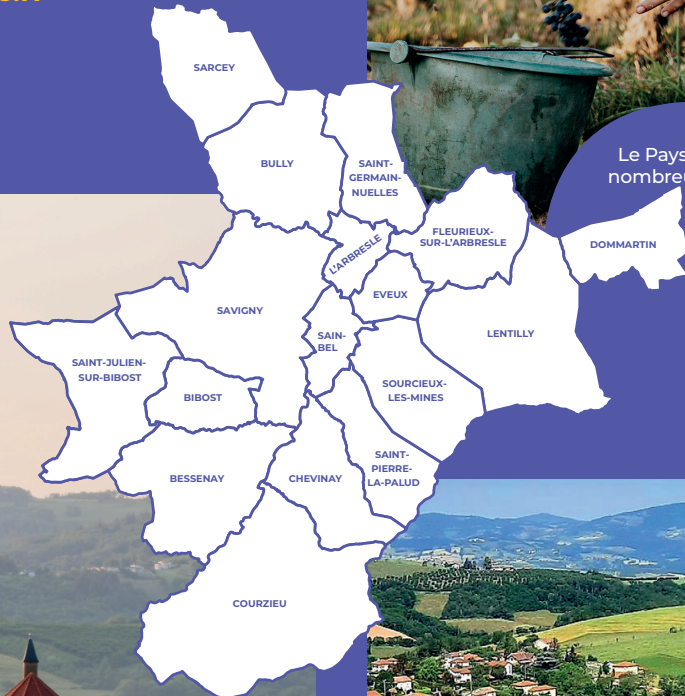 SARCEY
BULLY
SAINT-
GERMAIN-
NUELLES
Le Pays
FLEURIEUX-
SUR-L'ARBRESLE
DOMMARTIN
L'ARBRESLE
EVEUX
SAVIGNY
SAIN-
BEL
LENTILLY
SAINT-JULIEN-
SUR-BIBOST
BIBOST
SOURCIEUX-
LES-MINES
BESSENAY
CHEVINAY
SAINT-
PIERRE-
LA-PALUD
COURZIEU